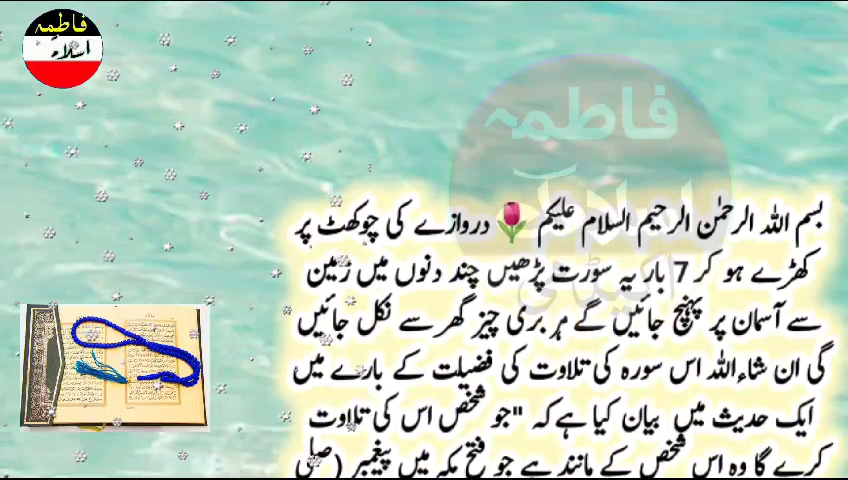 فاطمہ
اسلامک
فاطمہ
بسم اللہ الرحمٰن الرحیم السلام علیکم 🌷 دروازے کی چوکھٹ پر
کھڑے ہو کر 7 بار یہ سورت پڑھیں چند دنوں میں زمین
سے آسمان پر پہنچ جائیں گے ہر بری چیز گھر سے نکل جائیں
گی ان شاءاللہ اس سورہ کی تلاوت کی فضیلت کے بارے میں
ایک حدیث میں بیان کیا ہے کہ "جو شخص اس کی تلاوت
کرے گا وہ اس شخص کے مانند ہے جو فتح مکہ میں پیغمبر (صلی